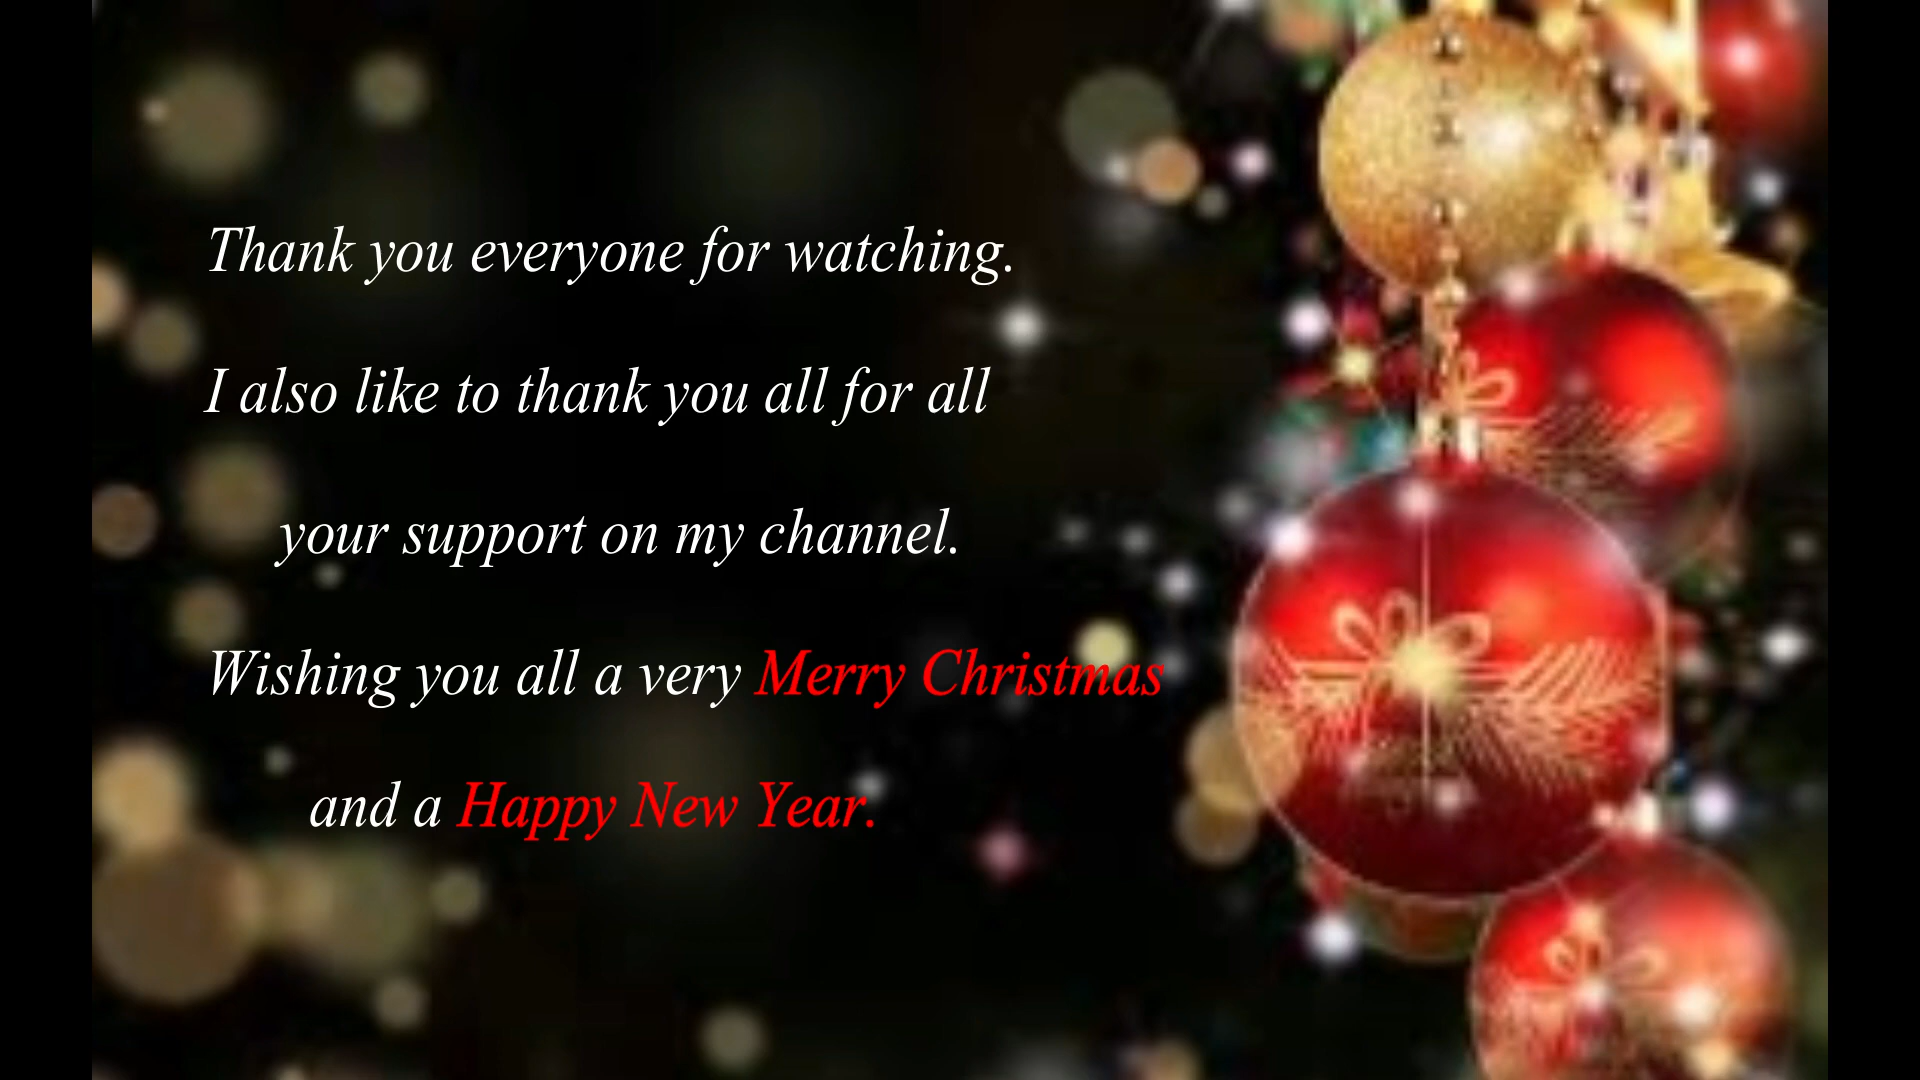 Thank you everyone for watching.
I also like to thank you all for all
your support on my channel.
Wishing you all a very Merry Christmas
and a Happy New Year.